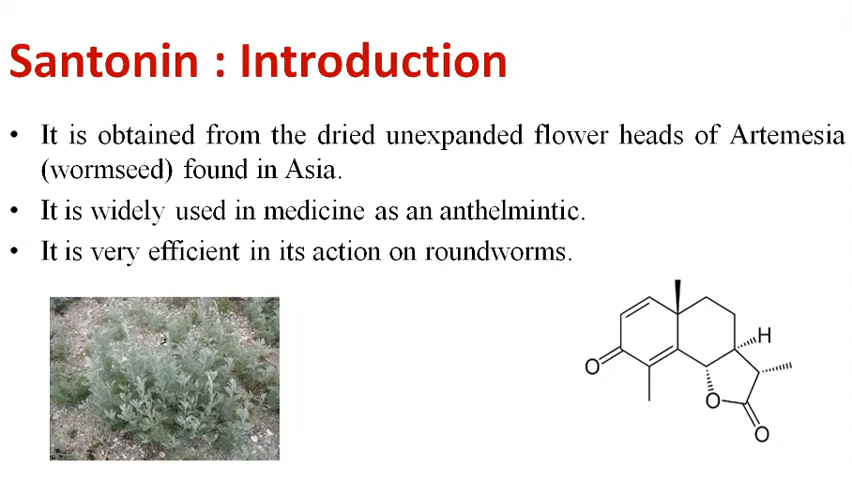 Santonin : Introduction
• It is obtained from the dried unexpanded flower heads of Artemesia
(wormseed) found in Asia.
• It is widely used in medicine as an anthelmintic.
• It is very efficient in its action on roundworms.
H
O
O
O